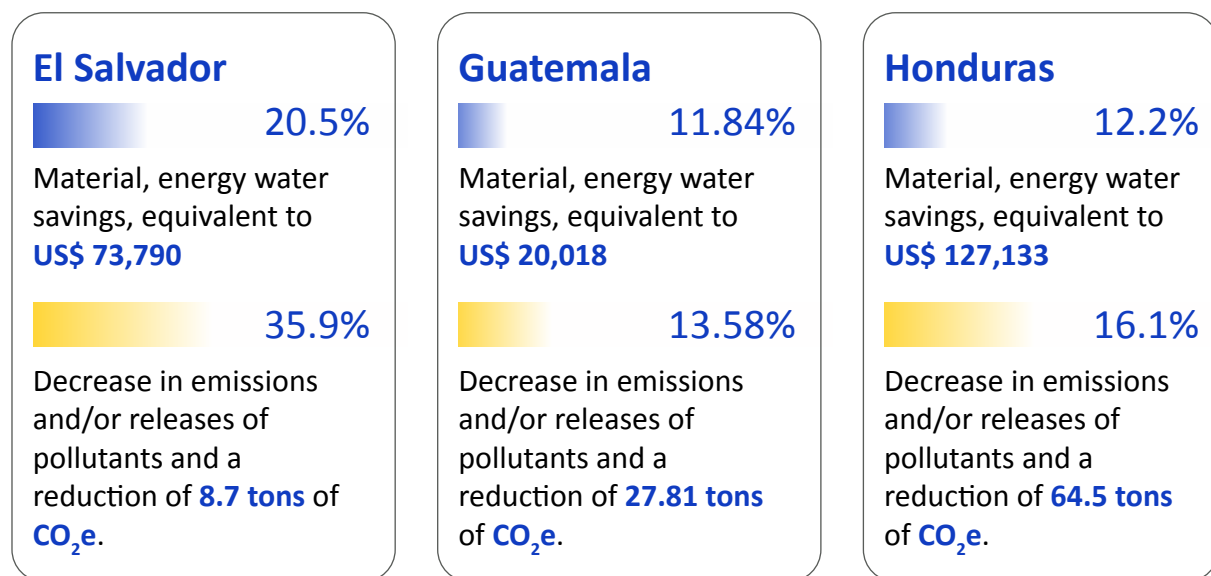 El Salvador
20.5%
Material, energy water
savings, equivalent to
US$ 73,790
35.9%
Decrease in emissions
and/or releases of
pollutants and a
reduction of 8.7 tons of
CO₂e.
Guatemala
11.84%
Material, energy water
savings, equivalent to
US$ 20,018
13.58%
Decrease in emissions
and/or releases of
pollutants and a
reduction of 27.81 tons
of CO₂e.
Honduras
12.2%
Material, energy water
savings, equivalent to
US$ 127,133
16.1%
Decrease in emissions
and/or releases of
pollutants and a
reduction of 64.5 tons
of CO₂e.